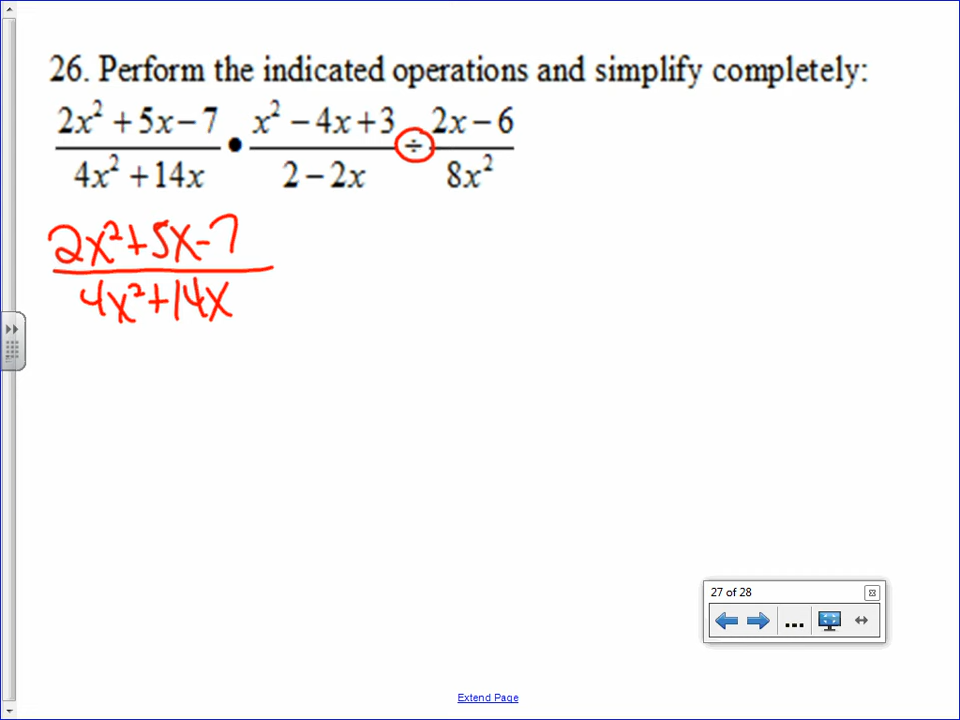 26. Perform the indicated operations and simplify completely:
2x² + 5x − 7 x² − 4x + 3 2x − 6
• ÷
4x² + 14x 2 − 2x 8x²
2x²+5x-7
4x²+14x
27 of 28
...
Extend Page